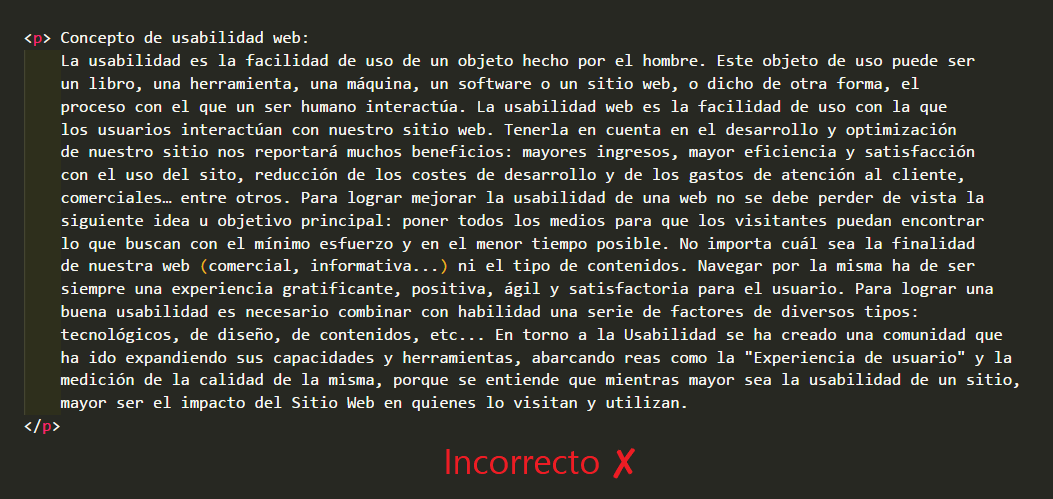 <p> Concepto de usabilidad web:
La usabilidad es la facilidad de uso de un objeto hecho por el hombre. Este objeto de uso puede ser
un libro, una herramienta, una máquina, un software o un sitio web, o dicho de otra forma, el
proceso con el que un ser humano interactúa. La usabilidad web es la facilidad de uso con la que
los usuarios interactúan con nuestro sitio web. Tenerla en cuenta en el desarrollo y optimización
de nuestro sitio nos reportará muchos beneficios: mayores ingresos, mayor eficiencia y satisfacción
con el uso del sito, reducción de los costes de desarrollo y de los gastos de atención al cliente,
comerciales… entre otros. Para lograr mejorar la usabilidad de una web no se debe perder de vista la
siguiente idea u objetivo principal: poner todos los medios para que los visitantes puedan encontrar
lo que buscan con el mínimo esfuerzo y en el menor tiempo posible. No importa cuál sea la finalidad
de nuestra web (comercial, informativa...) ni el tipo de contenidos. Navegar por la misma ha de ser
siempre una experiencia gratificante, positiva, ágil y satisfactoria para el usuario. Para lograr una
buena usabilidad es necesario combinar con habilidad una serie de factores de diversos tipos:
tecnológicos, de diseño, de contenidos, etc... En torno a la Usabilidad se ha creado una comunidad que
ha ido expandiendo sus capacidades y herramientas, abarcando reas como la "Experiencia de usuario" y la
medición de la calidad de la misma, porque se entiende que mientras mayor sea la usabilidad de un sitio,
mayor ser el impacto del Sitio Web en quienes lo visitan y utilizan.
</p>
Incorrecto ✗